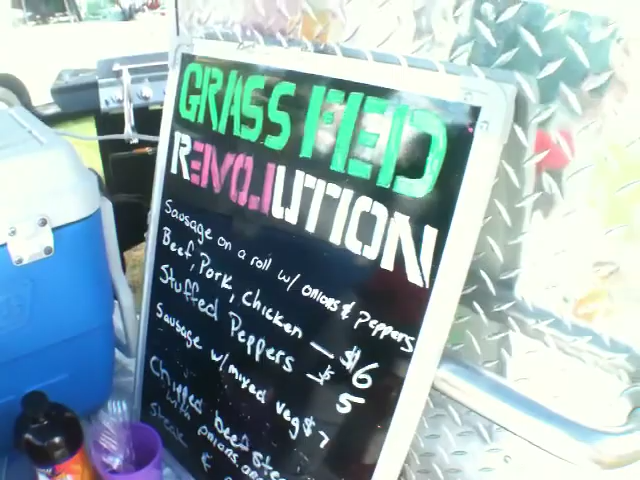 GRASS FED
REVOLUTION
Sausage on a roll w/ onions & Peppers
Beef, Pork, Chicken — $6
Stuffed Peppers $5
Sausage w/ mixed veg $7
Chipped beef
with onions
Steak &